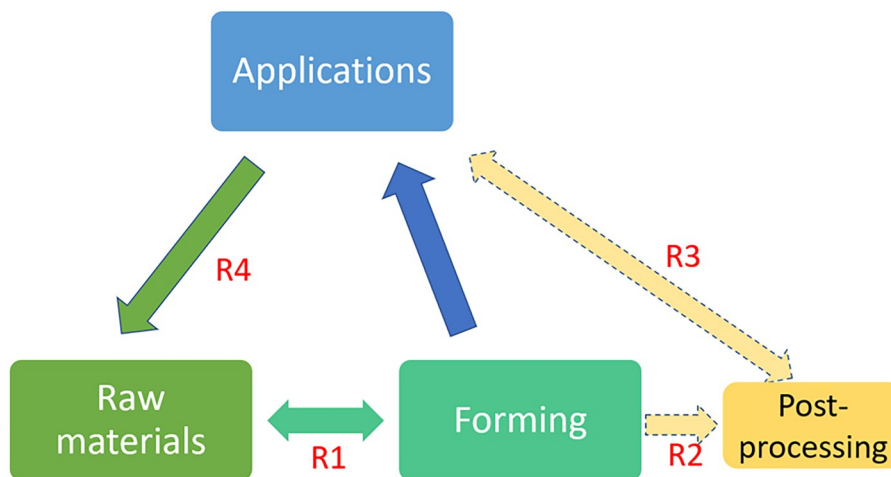 Applications
R4
R3
Raw
materials
R1
Forming
R2
Post-
processing